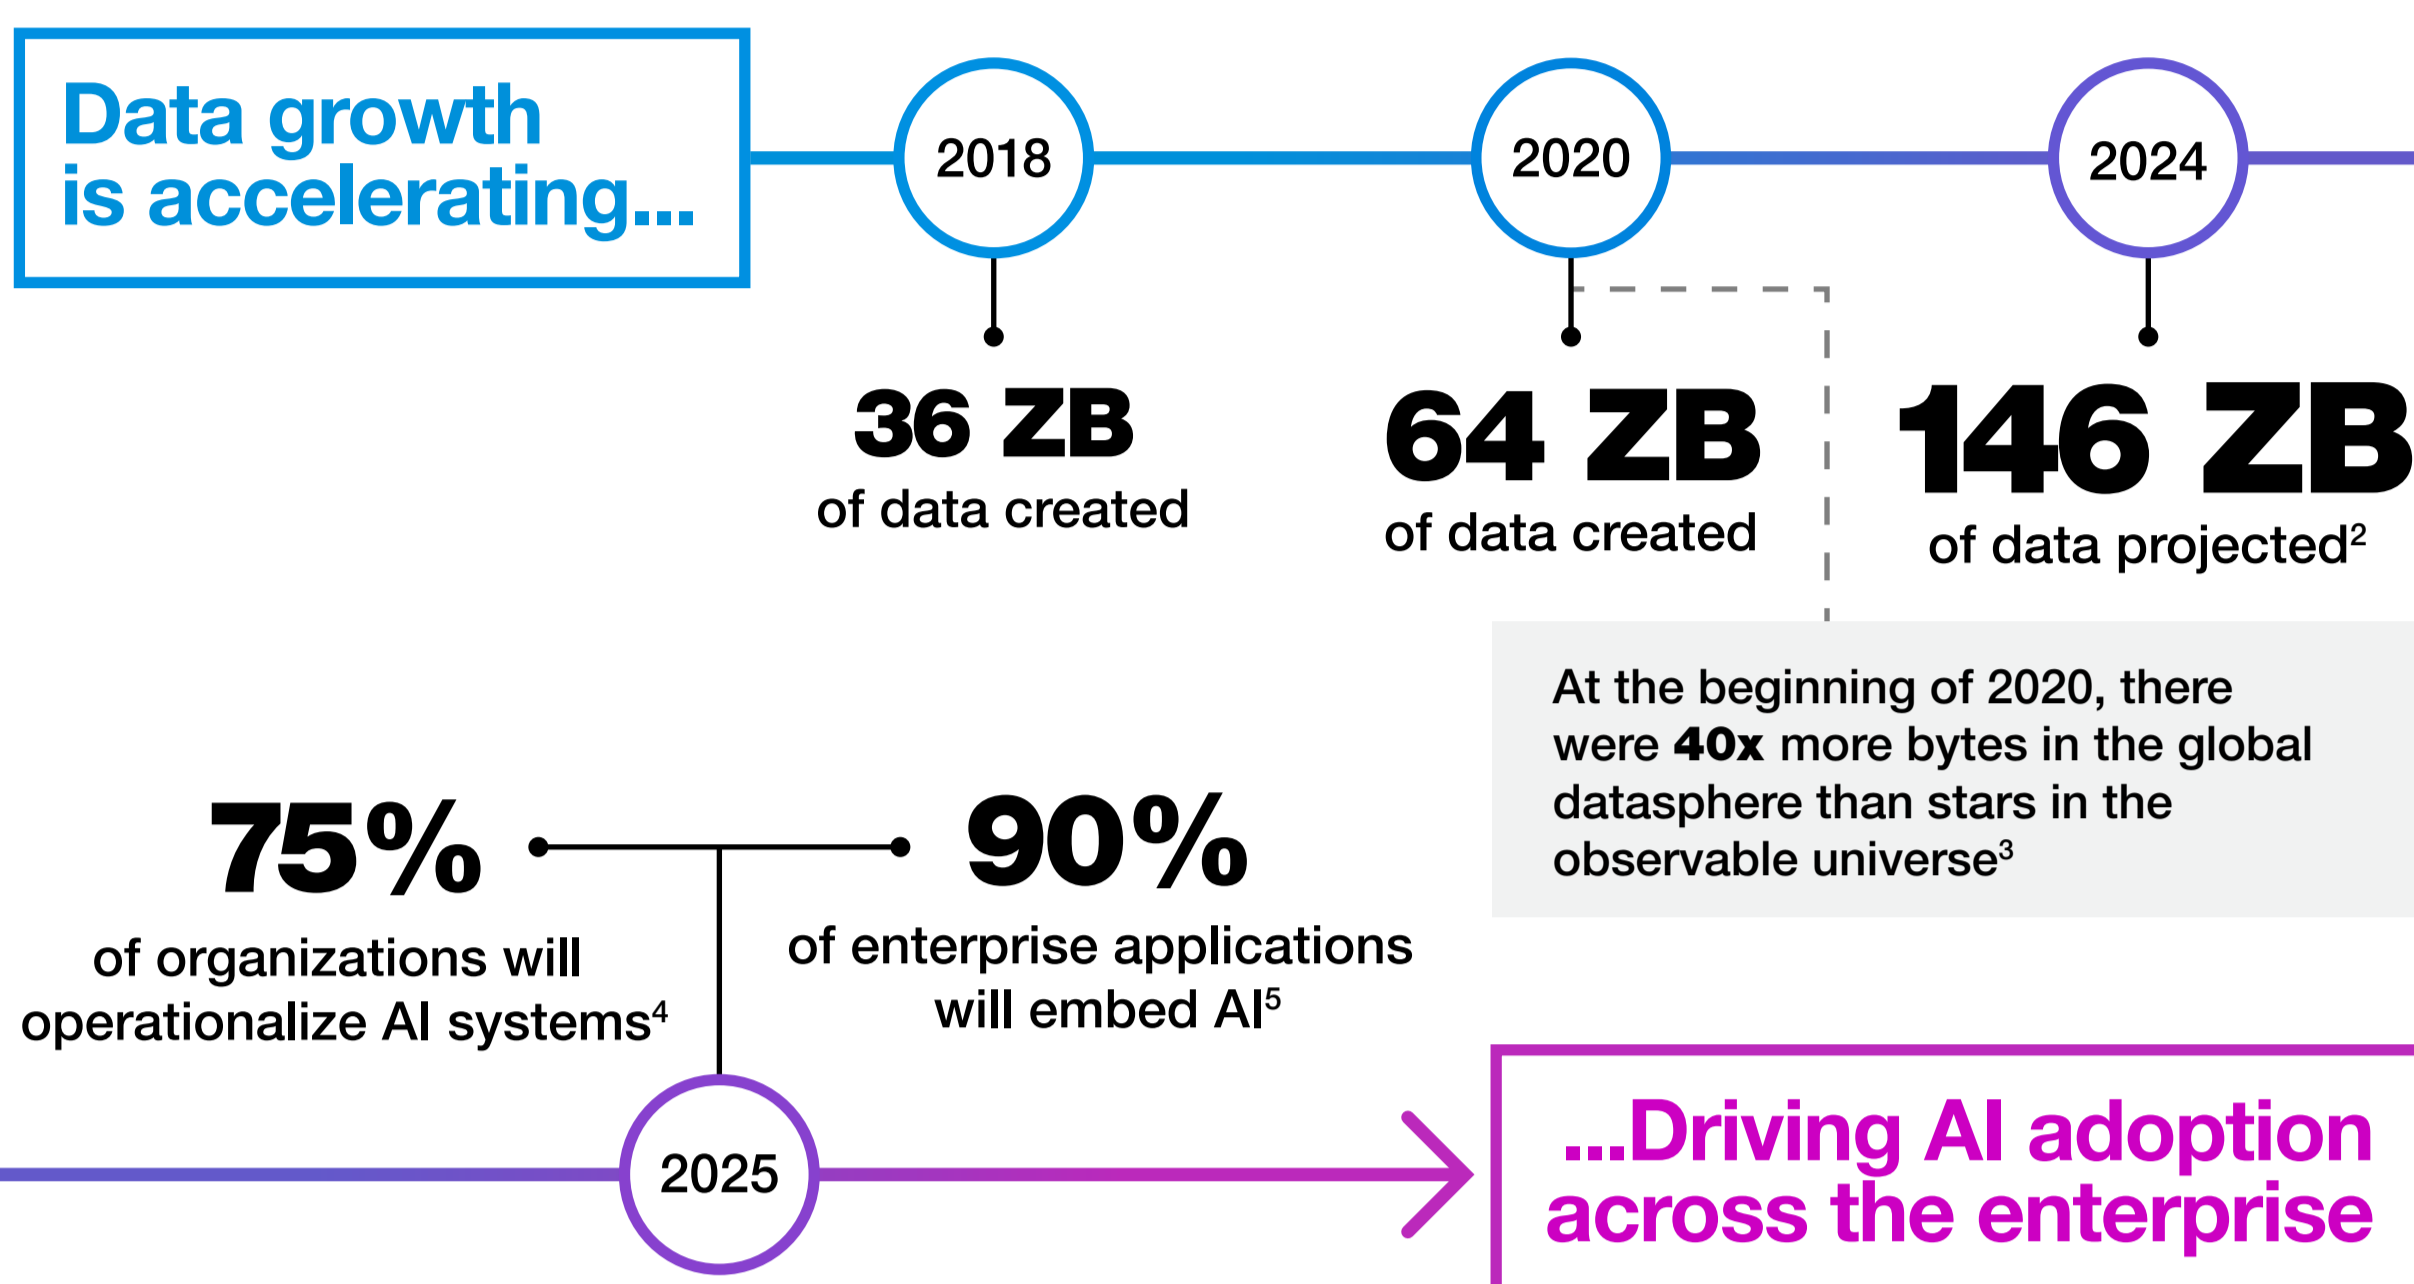 Data growth
is accelerating...
2018
2020
2024
36 ZB
of data created
64 ZB
of data created
146 ZB
of data projected²
At the beginning of 2020, there
were 40x more bytes in the global
datasphere than stars in the
observable universe³
75%
of organizations will
operationalize AI systems⁴
90%
of enterprise applications
will embed AI⁵
2025
...Driving AI adoption
across the enterprise